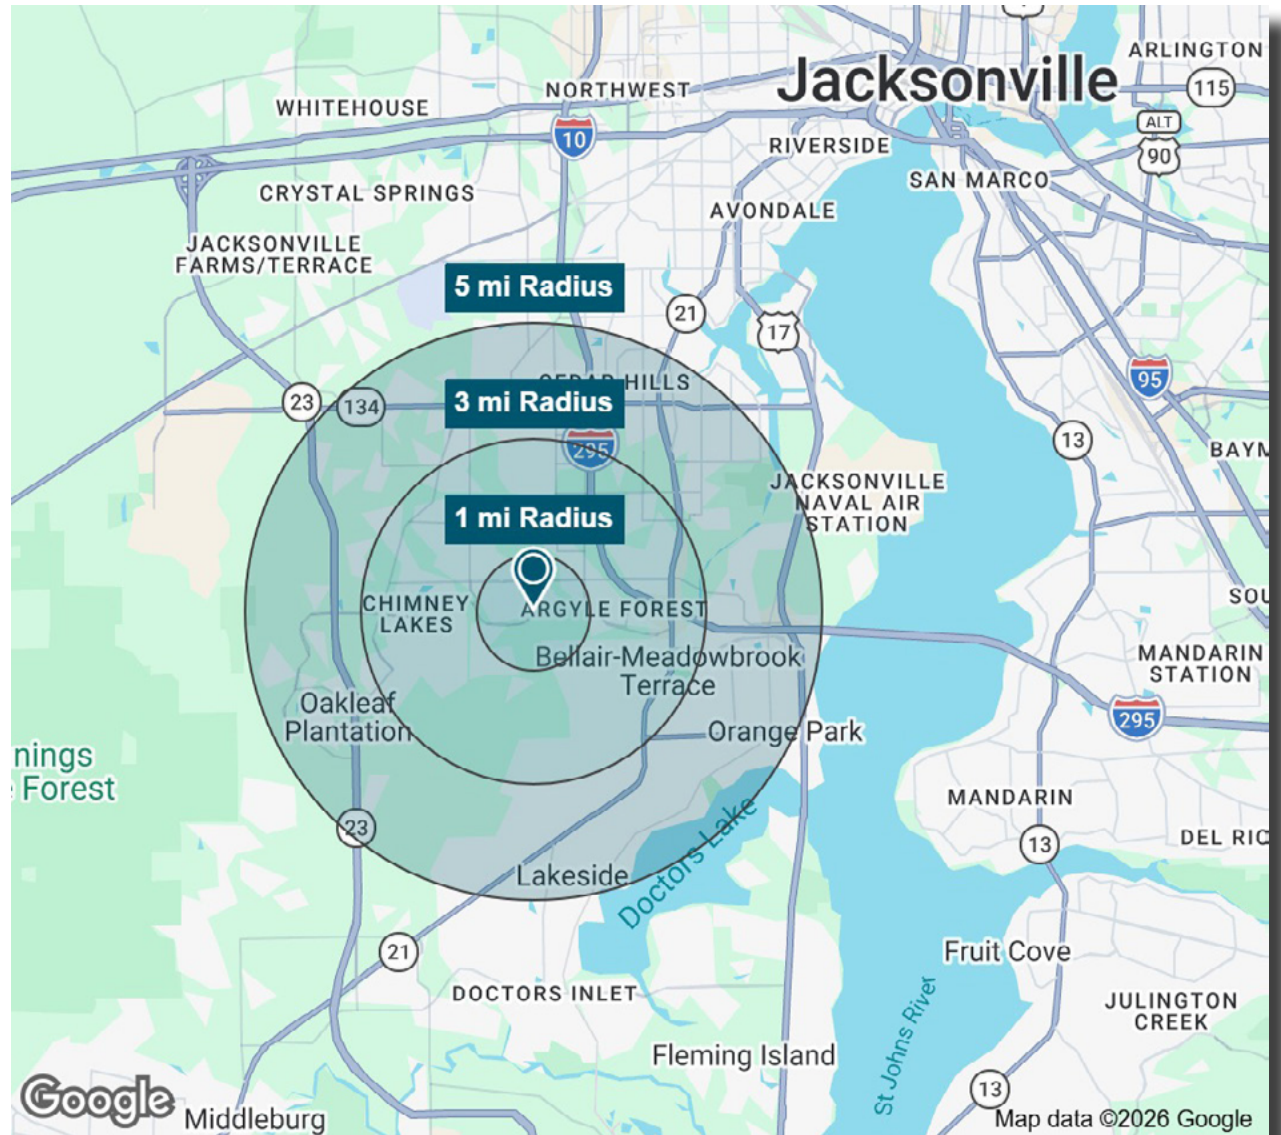 ARLINGTON
Jacksonville
115
WHITEHOUSE
NORTHWEST
ALT
10
90
RIVERSIDE
SAN MARCO
CRYSTAL SPRINGS
AVONDALE
JACKSONVILLE
FARMS/TERRACE
5 mi Radius
21
17
CEDAR HILLS
95
3 mi Radius
23
134
13
295
BAYM
JACKSONVILLE
NAVAL AIR
STATION
1 mi Radius
CHIMNEY
LAKES
ARGYLE FOREST
SOU
Bellair-Meadowbrook
Terrace
MANDARIN
STATION
Oakleaf
Plantation
Orange Park
295
nings
Forest
MANDARIN
23
13
DEL RIO
Lakeside
Doctors Lake
21
Fruit Cove
DOCTORS INLET
JULINGTON
CREEK
Fleming Island
St Johns River
13
Google
Middleburg
Map data ©2026 Google